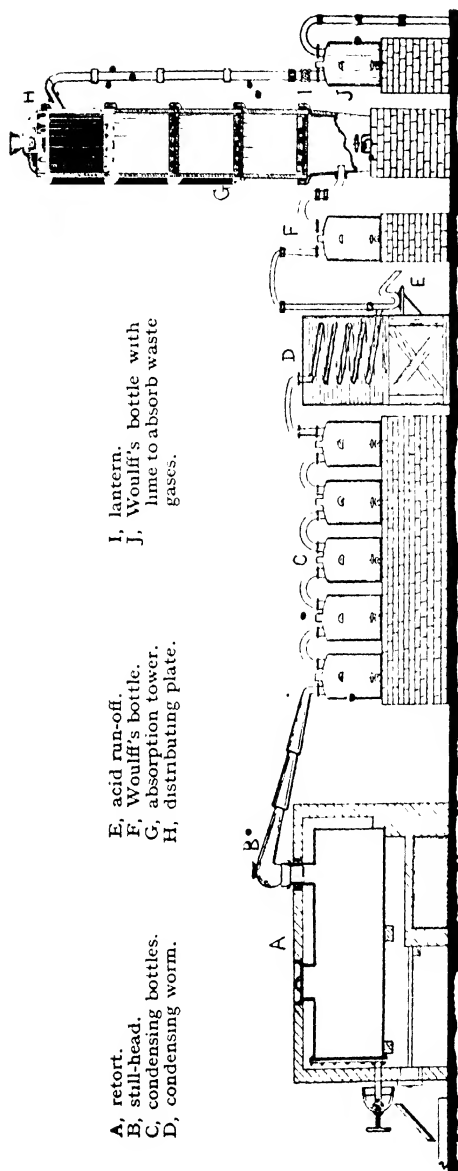 A, retort.
B, still-head.
C, condensing bottles.
D, condensing worm.
E, acid run-off.
F, Woulff's bottle.
G, absorption tower.
H, distributing plate.
I, lantern.
J, Woulff's bottle with
lime to absorb waste
gases.
A
B
C
D
E
F
G
H
I
J